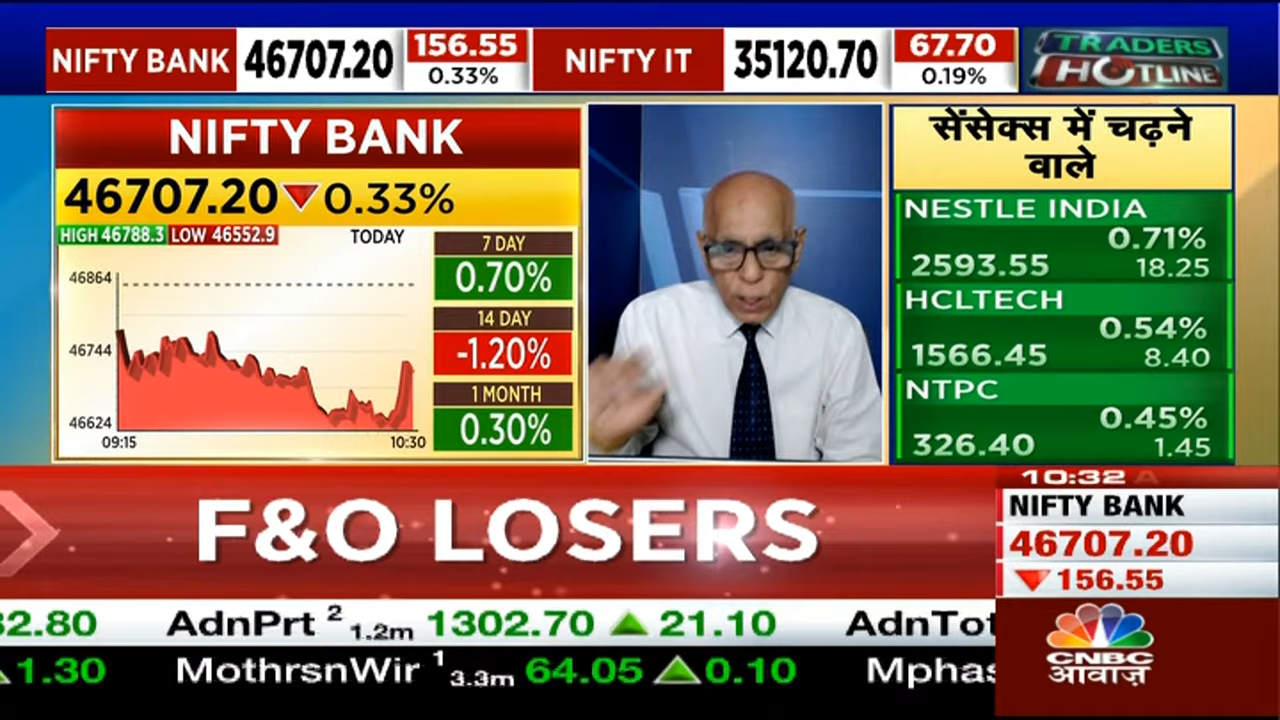 NIFTY BANK 46707.20 156.55 0.33% NIFTY IT 35120.70 67.70 0.19% TRADERS HOTLINE
NIFTY BANK
46707.20 ▼ 0.33%
HIGH 46788.3 LOW 46552.9 TODAY
46864
46744
46624
09:15 10:30
7 DAY
0.70%
14 DAY
-1.20%
1 MONTH
0.30%
सेंसेक्स में चढ़ने
वाले
NESTLE INDIA
0.71%
2593.55 18.25
HCLTECH
0.54%
1566.45 8.40
NTPC
0.45%
326.40 1.45
F&O LOSERS
10:32
NIFTY BANK
46707.20
▼ 156.55
32.80 AdnPrt 2 1.2m 1302.70 ▲ 21.10 AdnTot
▲ 1.30 MothrsnWir 1 3.3m 64.05 ▲ 0.10 Mphas
CNBC
आवाज़